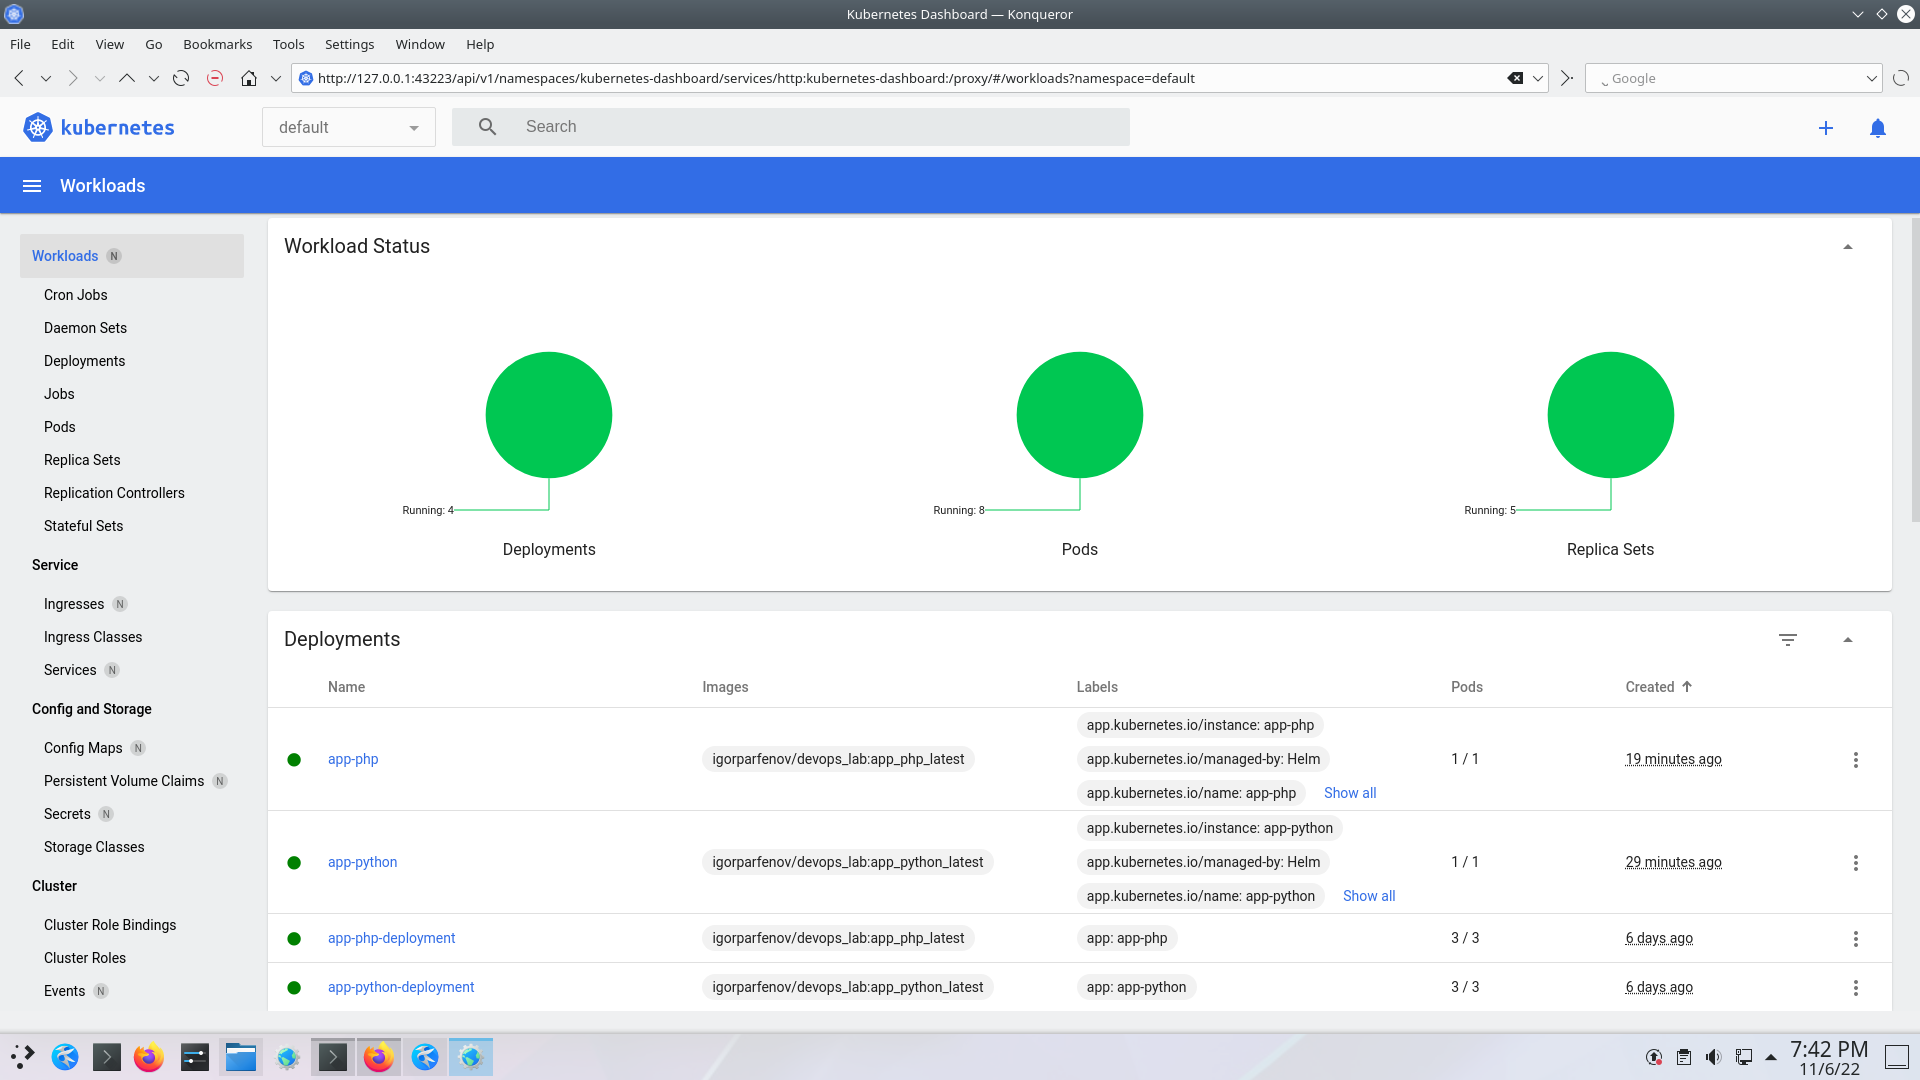 Kubernetes Dashboard — Konqueror
File Edit View Go Bookmarks Tools Settings Window Help
http://127.0.0.1:43223/api/v1/namespaces/kubernetes-dashboard/services/http:kubernetes-dashboard:/proxy/#/workloads?namespace=default
Google
kubernetes
default
Search
Workloads
Workloads N
Cron Jobs
Daemon Sets
Deployments
Jobs
Pods
Replica Sets
Replication Controllers
Stateful Sets
Service
Ingresses N
Ingress Classes
Services N
Config and Storage
Config Maps N
Persistent Volume Claims N
Secrets N
Storage Classes
Cluster
Cluster Role Bindings
Cluster Roles
Events N
Workload Status
Running: 4
Deployments
Running: 8
Pods
Running: 5
Replica Sets
Deployments
Name Images Labels Pods Created
app.kubernetes.io/instance: app-php
app-php igorparfenov/devops_lab:app_php_latest app.kubernetes.io/managed-by: Helm 1 / 1 19 minutes ago
app.kubernetes.io/name: app-php Show all
app.kubernetes.io/instance: app-python
app-python igorparfenov/devops_lab:app_python_latest app.kubernetes.io/managed-by: Helm 1 / 1 29 minutes ago
app.kubernetes.io/name: app-python Show all
app-php-deployment igorparfenov/devops_lab:app_php_latest app: app-php 3 / 3 6 days ago
app-python-deployment igorparfenov/devops_lab:app_python_latest app: app-python 3 / 3 6 days ago
7:42 PM
11/6/22